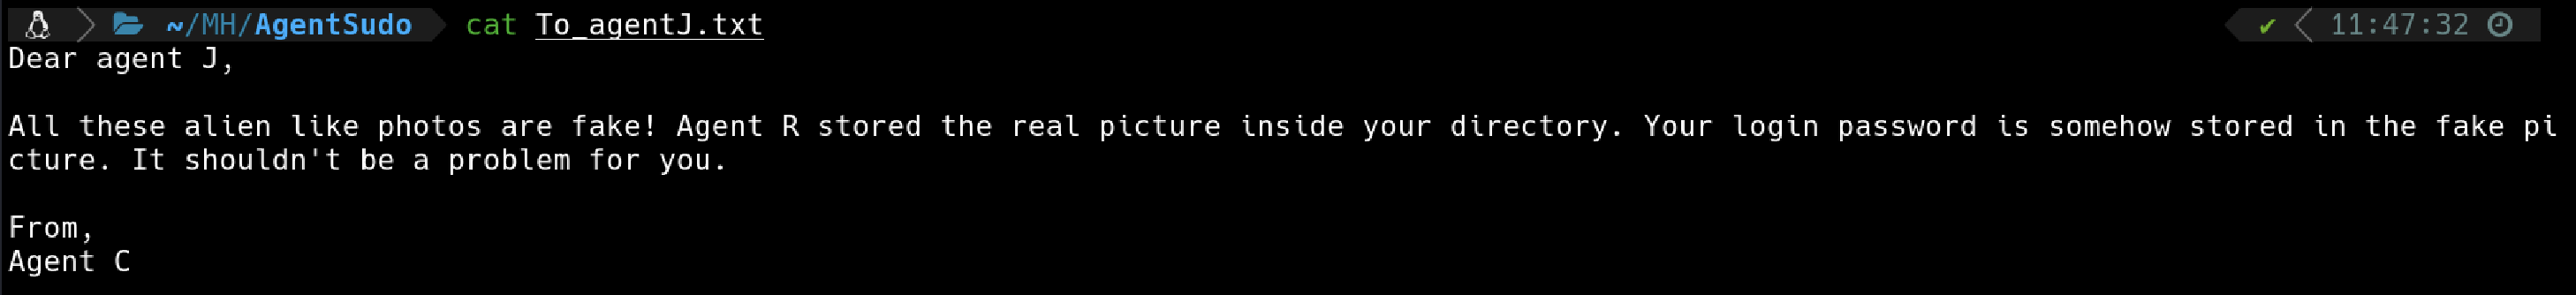 ~/MH/AgentSudo cat To_agentJ.txt 11:47:32
Dear agent J,
All these alien like photos are fake! Agent R stored the real picture inside your directory. Your login password is somehow stored in the fake pi
cture. It shouldn't be a problem for you.
From,
Agent C